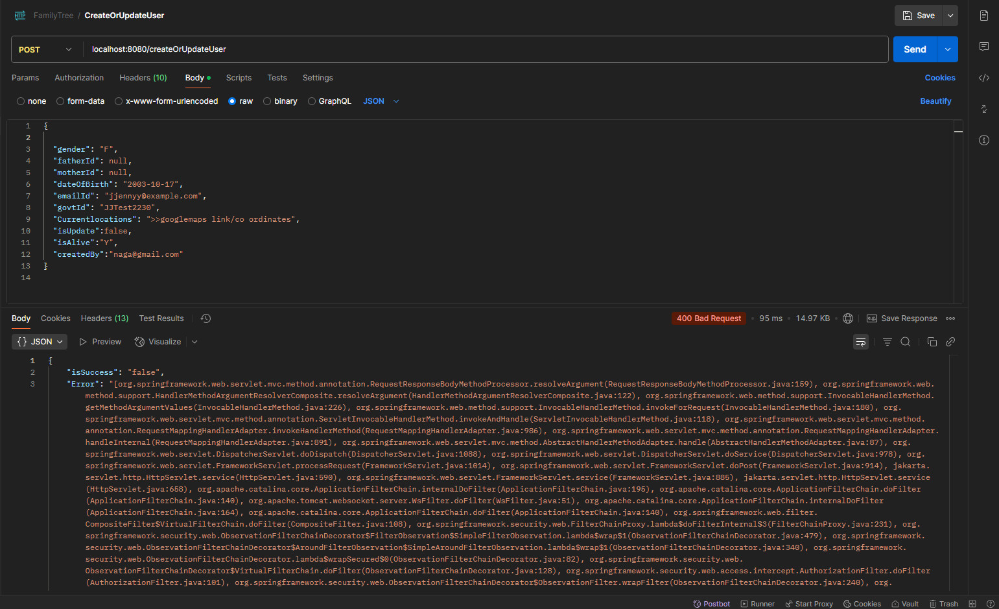 HTTP FamilyTree / CreateOrUpdateUser Save
POST localhost:8080/createOrUpdateUser Send
Params Authorization Headers (10) Body Scripts Tests Settings Cookies
none form-data x-www-form-urlencoded raw binary GraphQL JSON Beautify
1 {
2
3 "gender": "F",
4 "fatherId": null,
5 "motherId": null,
6 "dateOfBirth": "2003-10-17",
7 "emailId": "jjennyy@example.com",
8 "govtId": "JJTest2230",
9 "Currentlocations": ">>googlemaps link/co ordinates",
10 "isUpdate":false,
11 "isAlive":"Y",
12 "createdBy":"naga@gmail.com"
13 }
14
Body Cookies Headers (13) Test Results 400 Bad Request • 95 ms • 14.97 KB • e.g. Save Response
{} JSON Preview Visualize
1 {
2 "isSuccess": "false",
3 "Error": "[org.springframework.web.servlet.mvc.method.annotation.RequestResponseBodyMethodProcessor.resolveArgument(RequestResponseBodyMethodProcessor.java:159), org.springframework.web.
method.support.HandlerMethodArgumentResolverComposite.resolveArgument(HandlerMethodArgumentResolverComposite.java:122), org.springframework.web.method.support.InvocableHandlerMethod.
getMethodArgumentValues(InvocableHandlerMethod.java:226), org.springframework.web.method.support.InvocableHandlerMethod.invokeForRequest(InvocableHandlerMethod.java:180), org.
springframework.web.servlet.mvc.method.annotation.ServletInvocableHandlerMethod.invokeAndHandle(ServletInvocableHandlerMethod.java:118), org.springframework.web.servlet.mvc.method.
annotation.RequestMappingHandlerAdapter.invokeHandlerMethod(RequestMappingHandlerAdapter.java:986), org.springframework.web.servlet.mvc.method.annotation.RequestMappingHandlerAdapter.
handleInternal(RequestMappingHandlerAdapter.java:891), org.springframework.web.servlet.mvc.method.AbstractHandlerMethodAdapter.handle(AbstractHandlerMethodAdapter.java:87), org.
springframework.web.servlet.DispatcherServlet.doDispatch(DispatcherServlet.java:1088), org.springframework.web.servlet.DispatcherServlet.doService(DispatcherServlet.java:978), org.
springframework.web.servlet.FrameworkServlet.processRequest(FrameworkServlet.java:1014), org.springframework.web.servlet.FrameworkServlet.doPost(FrameworkServlet.java:914), jakarta.
servlet.http.HttpServlet.service(HttpServlet.java:590), org.springframework.web.servlet.FrameworkServlet.service(FrameworkServlet.java:885), jakarta.servlet.http.HttpServlet.service
(HttpServlet.java:658), org.apache.catalina.core.ApplicationFilterChain.internalDoFilter(ApplicationFilterChain.java:195), org.apache.catalina.core.ApplicationFilterChain.doFilter
(ApplicationFilterChain.java:140), org.apache.tomcat.websocket.server.WsFilter.doFilter(WsFilter.java:51), org.apache.catalina.core.ApplicationFilterChain.internalDoFilter
(ApplicationFilterChain.java:164), org.apache.catalina.core.ApplicationFilterChain.doFilter(ApplicationFilterChain.java:140), org.springframework.web.filter.
CompositeFilter$VirtualFilterChain.doFilter(CompositeFilter.java:108), org.springframework.security.web.FilterChainProxy.lambda$doFilterInternal$3(FilterChainProxy.java:231), org.
springframework.security.web.ObservationFilterChainDecorator$FilterObservation$SimpleFilterObservation.lambda$wrap$1(ObservationFilterChainDecorator.java:479), org.springframework.
security.web.ObservationFilterChainDecorator$AroundFilterObservation$SimpleAroundFilterObservation.lambda$wrap$1(ObservationFilterChainDecorator.java:340), org.springframework.
security.web.ObservationFilterChainDecorator.lambda$wrapSecured$0(ObservationFilterChainDecorator.java:82), org.springframework.security.web.
ObservationFilterChainDecorator$VirtualFilterChain.doFilter(ObservationFilterChainDecorator.java:128), org.springframework.security.web.access.intercept.AuthorizationFilter.doFilter
(AuthorizationFilter.java:101), org.springframework.security.web.ObservationFilterChainDecorator$ObservationFilter.wrapFilter(ObservationFilterChainDecorator.java:240), org.
Postbot Runner Start Proxy Cookies Vault Trash